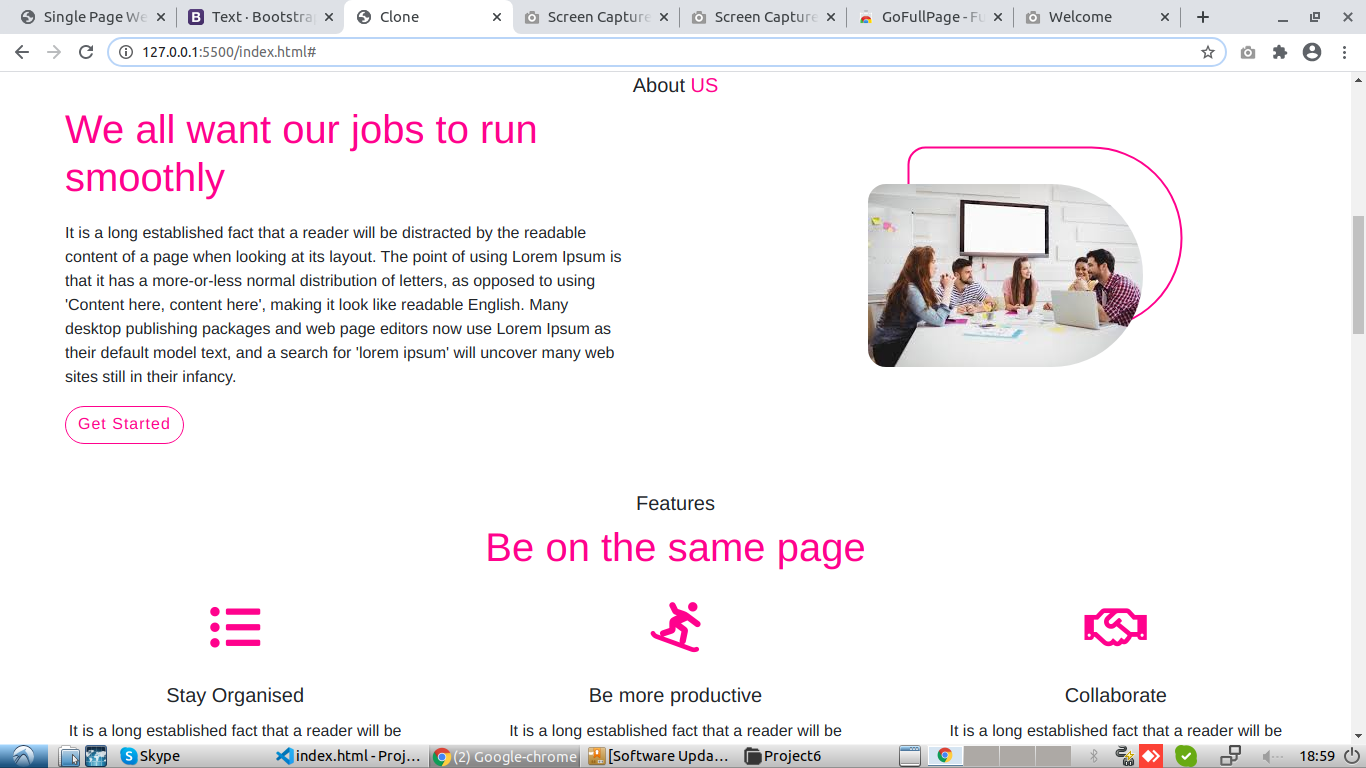 Single Page We
Text · Bootstrap
Clone
Screen Capture
Screen Capture
GoFullPage - Fu
Welcome
127.0.0.1:5500/index.html#
About US
We all want our jobs to run
smoothly
It is a long established fact that a reader will be distracted by the readable
content of a page when looking at its layout. The point of using Lorem Ipsum is
that it has a more-or-less normal distribution of letters, as opposed to using
'Content here, content here', making it look like readable English. Many
desktop publishing packages and web page editors now use Lorem Ipsum as
their default model text, and a search for 'lorem ipsum' will uncover many web
sites still in their infancy.
Get Started
Features
Be on the same page
Stay Organised
Be more productive
Collaborate
It is a long established fact that a reader will be
It is a long established fact that a reader will be
It is a long established fact that a reader will be
Skype
index.html - Proj...
(2) Google-chrome
[Software Upda...
Project6
18:59